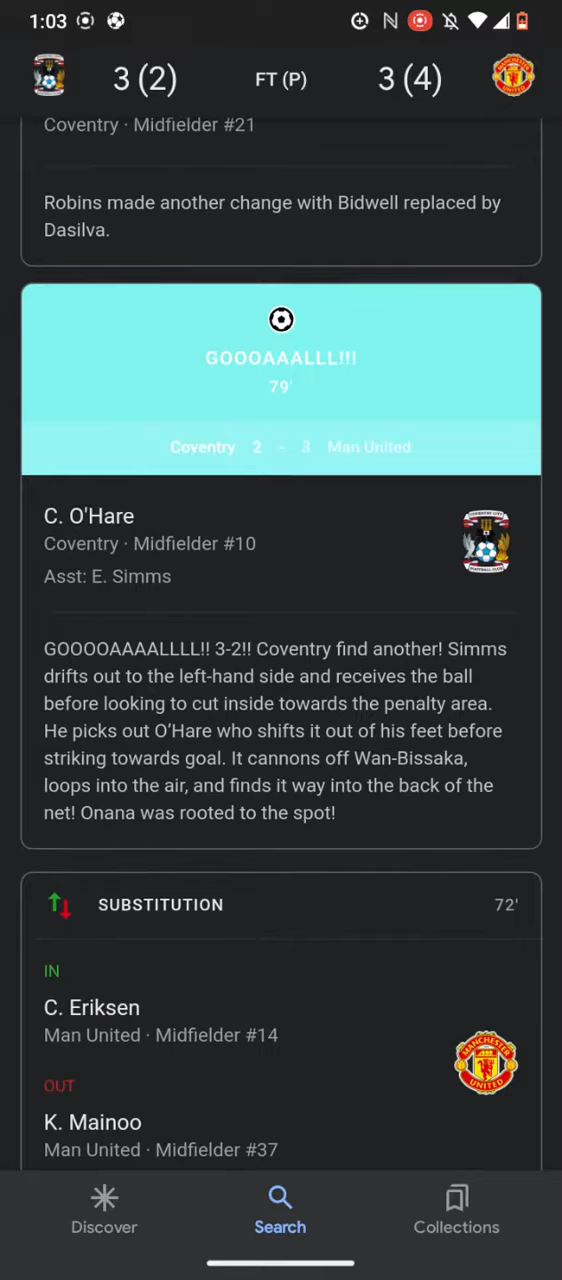 1:03
3 (2) FT (P) 3 (4)
Coventry · Midfielder #21
Robins made another change with Bidwell replaced by
Dasilva.
GOOOAAALLL!!!
79'
Coventry 2 - 3 Man United
C. O'Hare
Coventry · Midfielder #10
Asst: E. Simms
GOOOOAAAALLLL!! 3-2!! Coventry find another! Simms
drifts out to the left-hand side and receives the ball
before looking to cut inside towards the penalty area.
He picks out O'Hare who shifts it out of his feet before
striking towards goal. It cannons off Wan-Bissaka,
loops into the air, and finds it way into the back of the
net! Onana was rooted to the spot!
SUBSTITUTION 72'
IN
C. Eriksen
Man United · Midfielder #14
OUT
K. Mainoo
Man United · Midfielder #37
Discover Search Collections